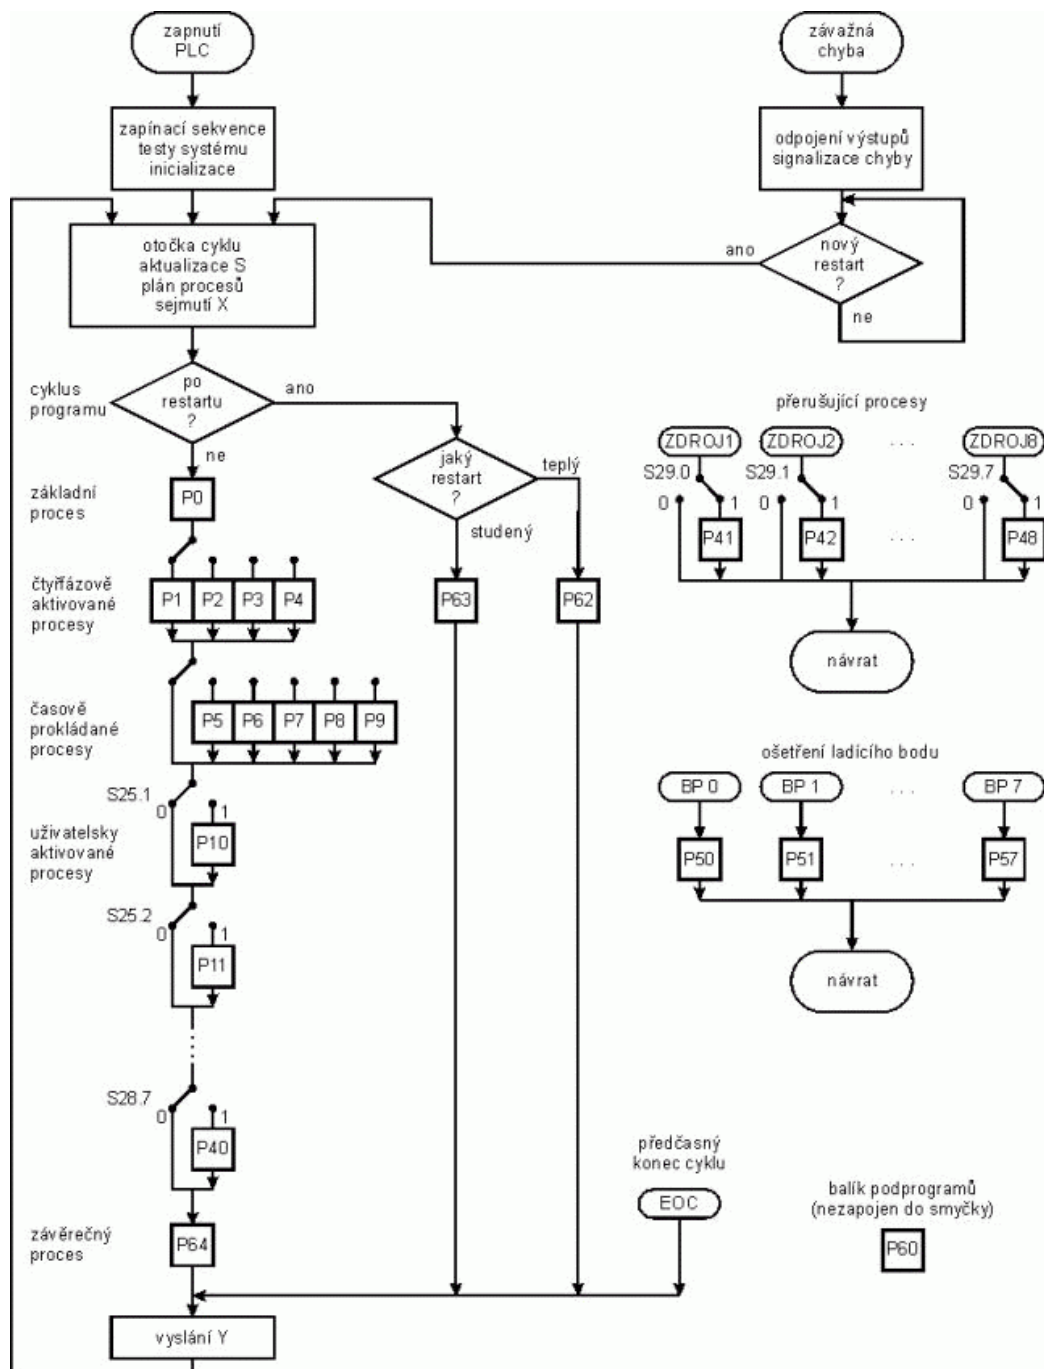 zapnutí
PLC
závažná
chyba
zapínací sekvence
testy systému
inicializace
odpojení výstupů
signalizace chyby
otočka cyklu
aktualizace S
plán procesů
sejmutí X
ano
nový
restart
?
ne
cyklus
programu
po
restartu
?
ano
ne
jaký
restart
?
teplý
studený
přerušující procesy
ZDROJ1
ZDROJ2
. . .
ZDROJ8
S29.0
S29.1
S29.7
0
1
0
1
0
1
P41
P42
. . .
P48
návrat
základní
proces
P0
čtyřfázově
aktivované
procesy
P1
P2
P3
P4
P63
P62
časově
prokládané
procesy
P5
P6
P7
P8
P9
ošetření ladícího bodu
BP 0
BP 1
. . .
BP 7
P50
P51
. . .
P57
návrat
S25.1
0
1
uživatelsky
aktivované
procesy
P10
S25.2
0
1
P11
S28.7
0
1
P40
předčasný
konec cyklu
EOC
balík podprogramů
(nezapojen do smyčky)
P60
závěrečný
proces
P64
vyslání Y